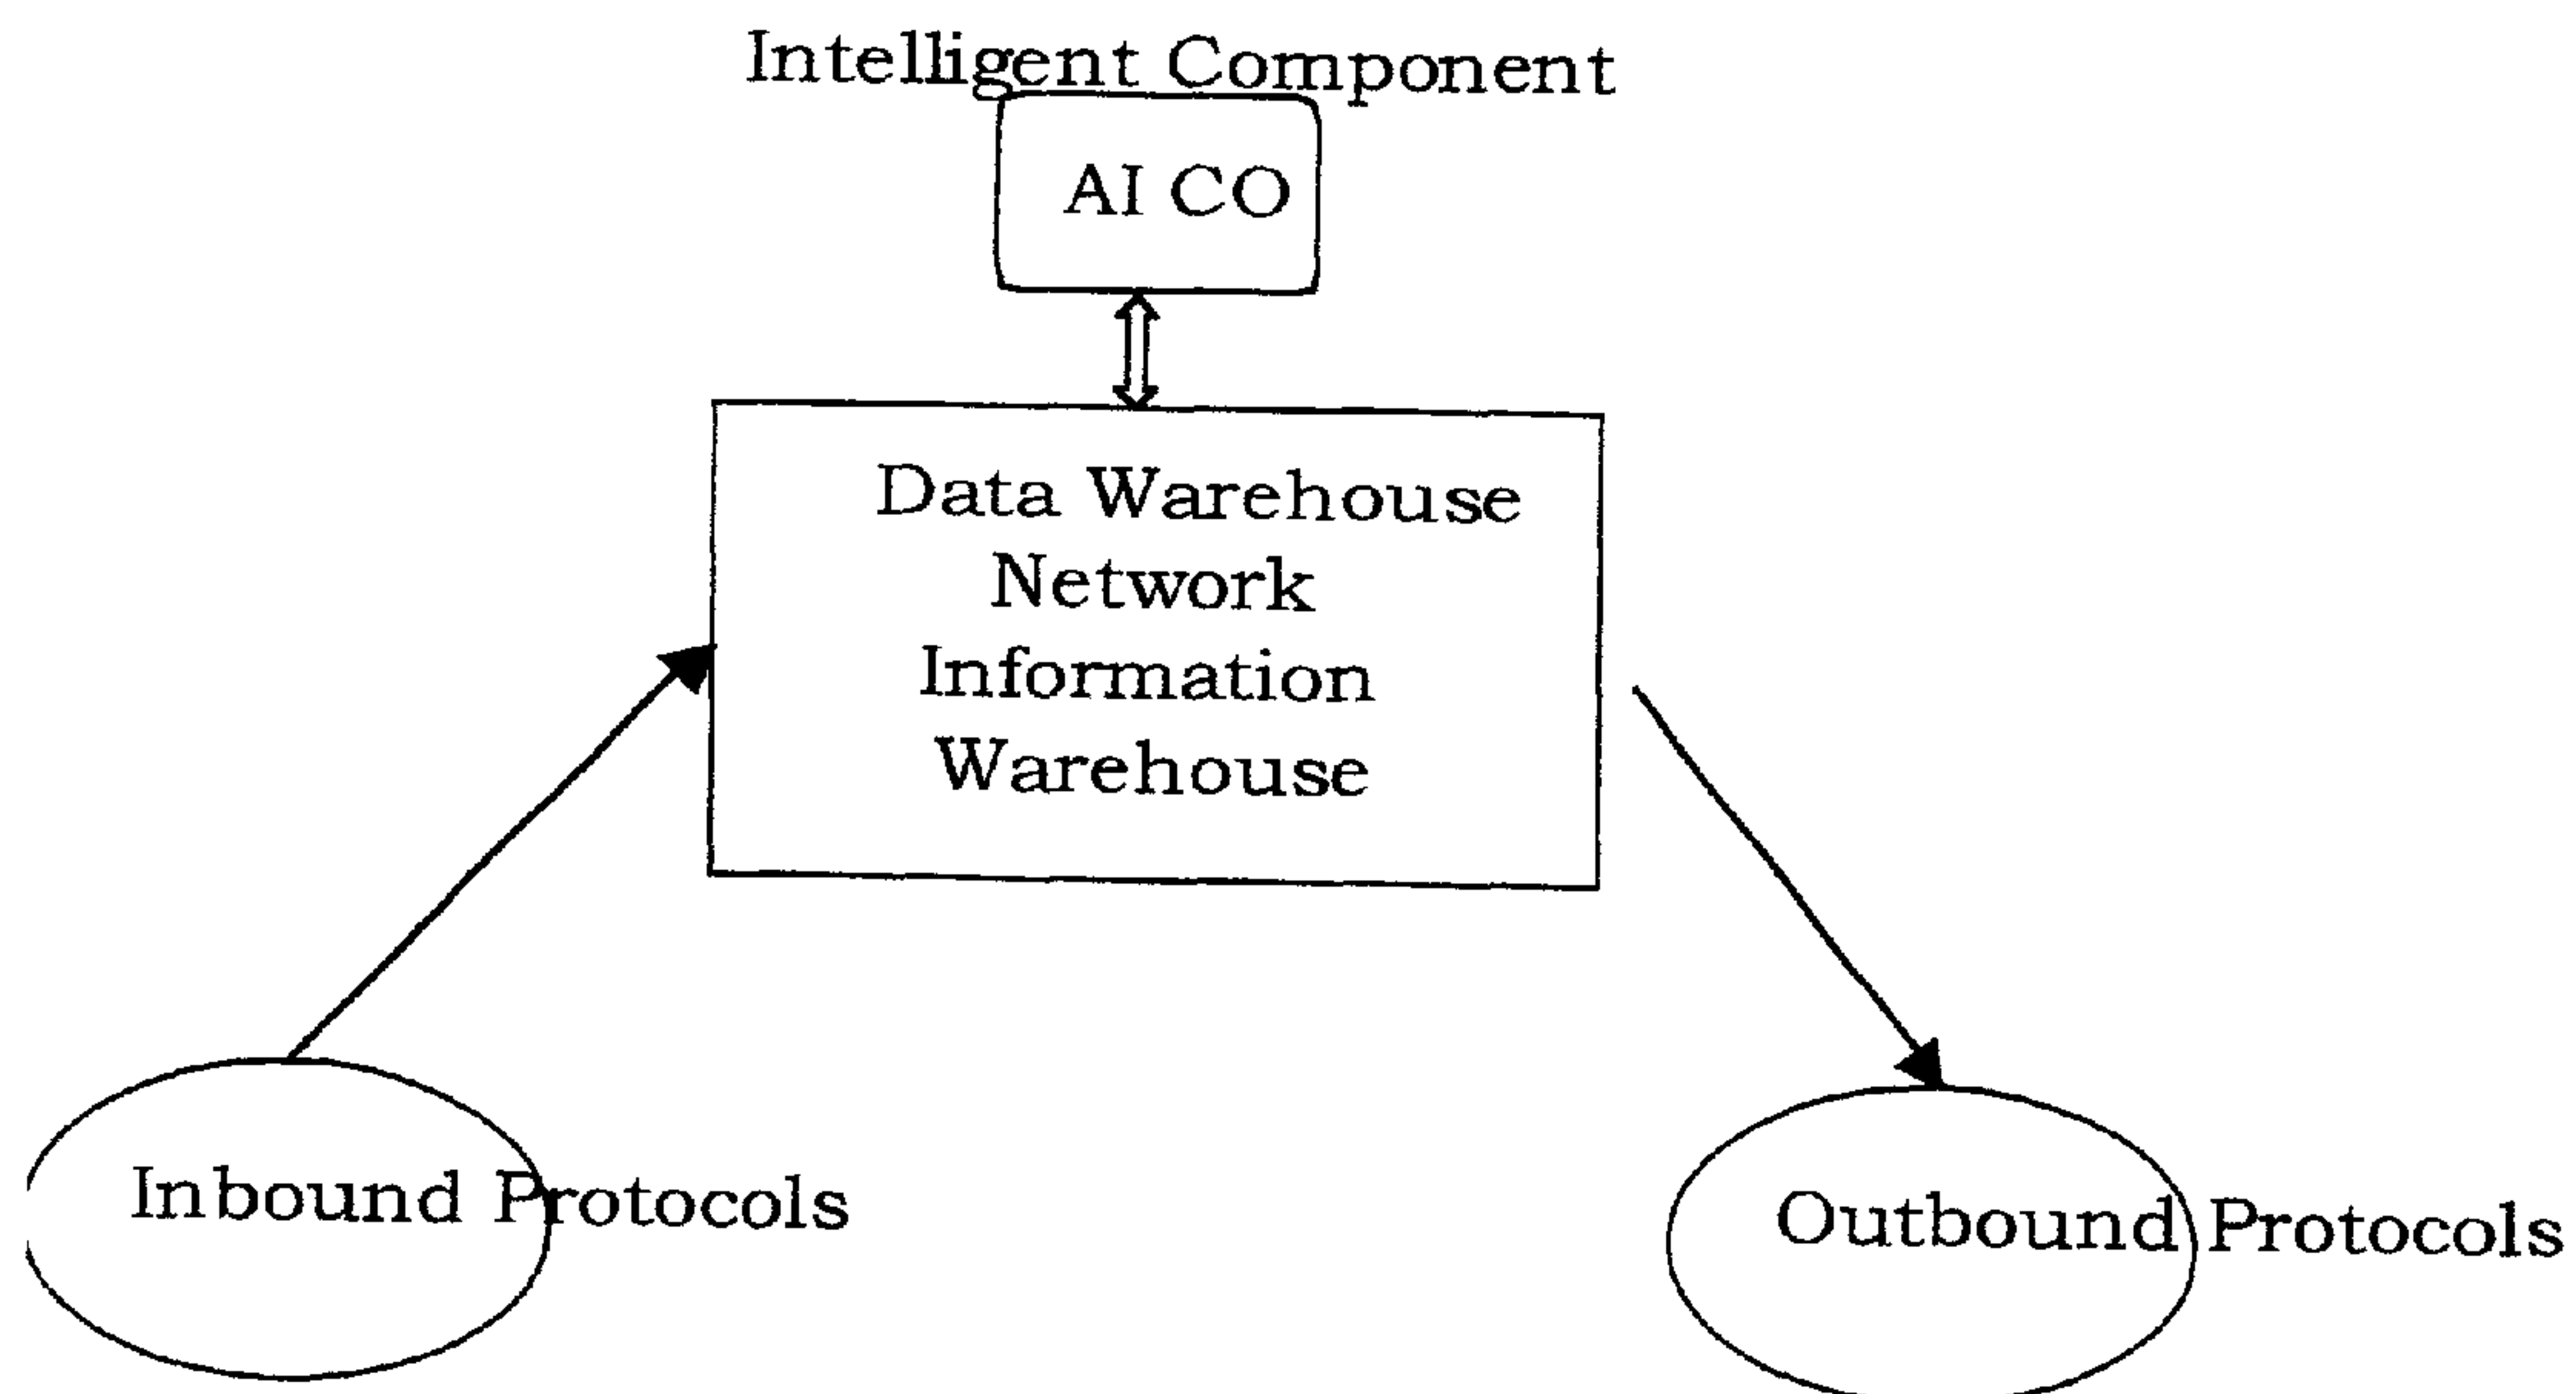 Intelligent Component
AI CO
Data Warehouse
Network
Information
Warehouse
Inbound Protocols
Outbound Protocols